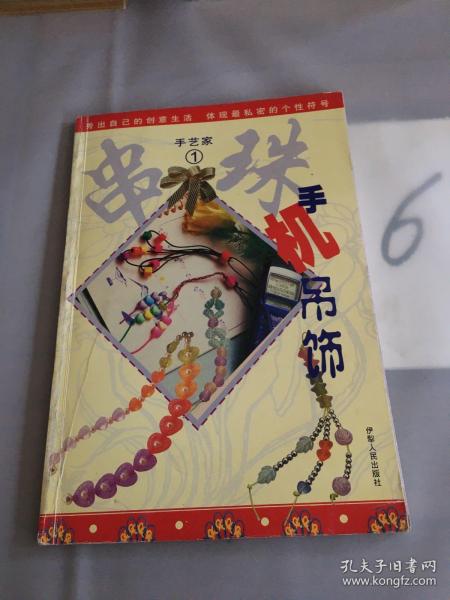 秀出自己的创意生活 体现最私密的个性符号
手艺家
①
串珠
手机吊饰
伊犁人民出版社
6
孔夫子旧书网
www.kongfz.com